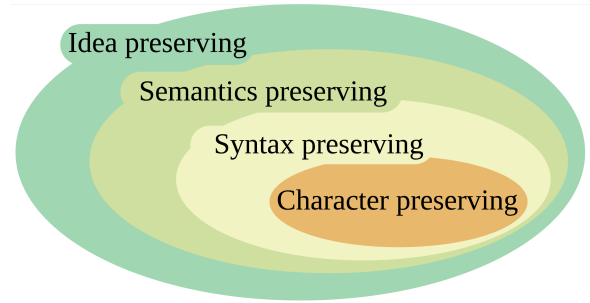 Idea preserving
Semantics preserving
Syntax preserving
Character preserving